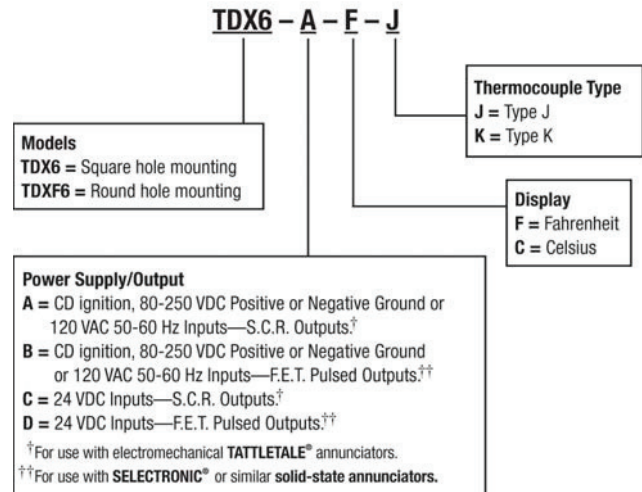 TDX6 – A – F – J
Thermocouple Type
J = Type J
K = Type K
Models
TDX6 = Square hole mounting
TDXF6 = Round hole mounting
Display
F = Fahrenheit
C = Celsius
Power Supply/Output
A = CD ignition, 80-250 VDC Positive or Negative Ground or
120 VAC 50-60 Hz Inputs—S.C.R. Outputs.†
B = CD ignition, 80-250 VDC Positive or Negative Ground
or 120 VAC 50-60 Hz Inputs—F.E.T. Pulsed Outputs.††
C = 24 VDC Inputs—S.C.R. Outputs.†
D = 24 VDC Inputs—F.E.T. Pulsed Outputs.††
†For use with electromechanical TATTLETALE® annunciators.
††For use with SELECTRONIC® or similar solid-state annunciators.